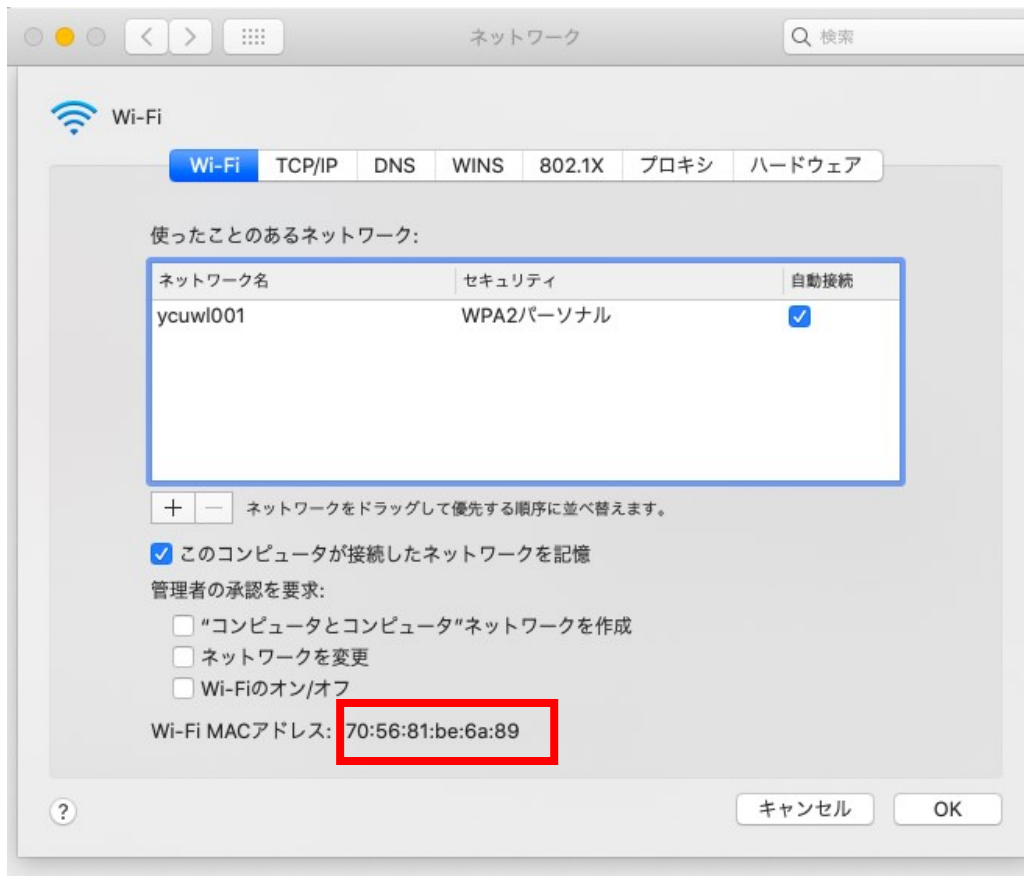 ネットワーク
検索
Wi-Fi
Wi-Fi TCP/IP DNS WINS 802.1X プロキシ ハードウェア
使ったことのあるネットワーク:
ネットワーク名 セキュリティ 自動接続
ycuwl001 WPA2パーソナル
+ − ネットワークをドラッグして優先する順序に並べ替えます。
このコンピュータが接続したネットワークを記憶
管理者の承認を要求:
“コンピュータとコンピュータ”ネットワークを作成
ネットワークを変更
Wi-Fiのオン/オフ
Wi-Fi MACアドレス: 70:56:81:be:6a:89
? キャンセル OK